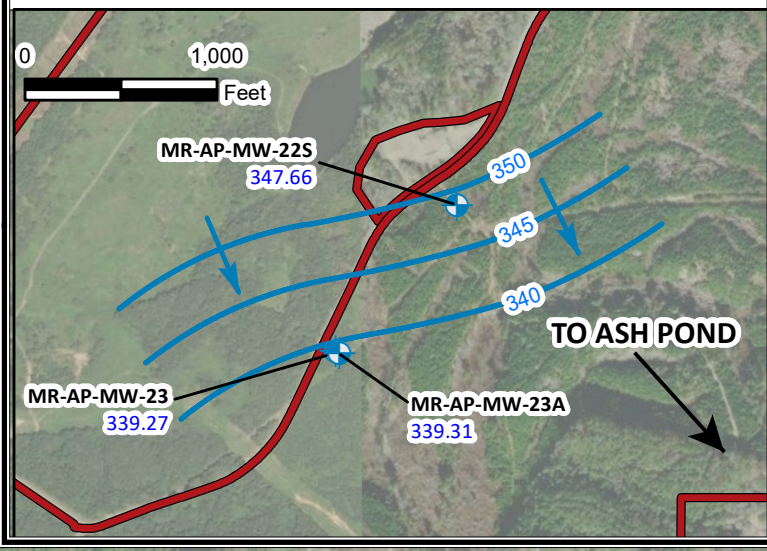 0 1,000
Feet
MR-AP-MW-22S
347.66
350
345
340
TO ASH POND
MR-AP-MW-23
339.27
MR-AP-MW-23A
339.31